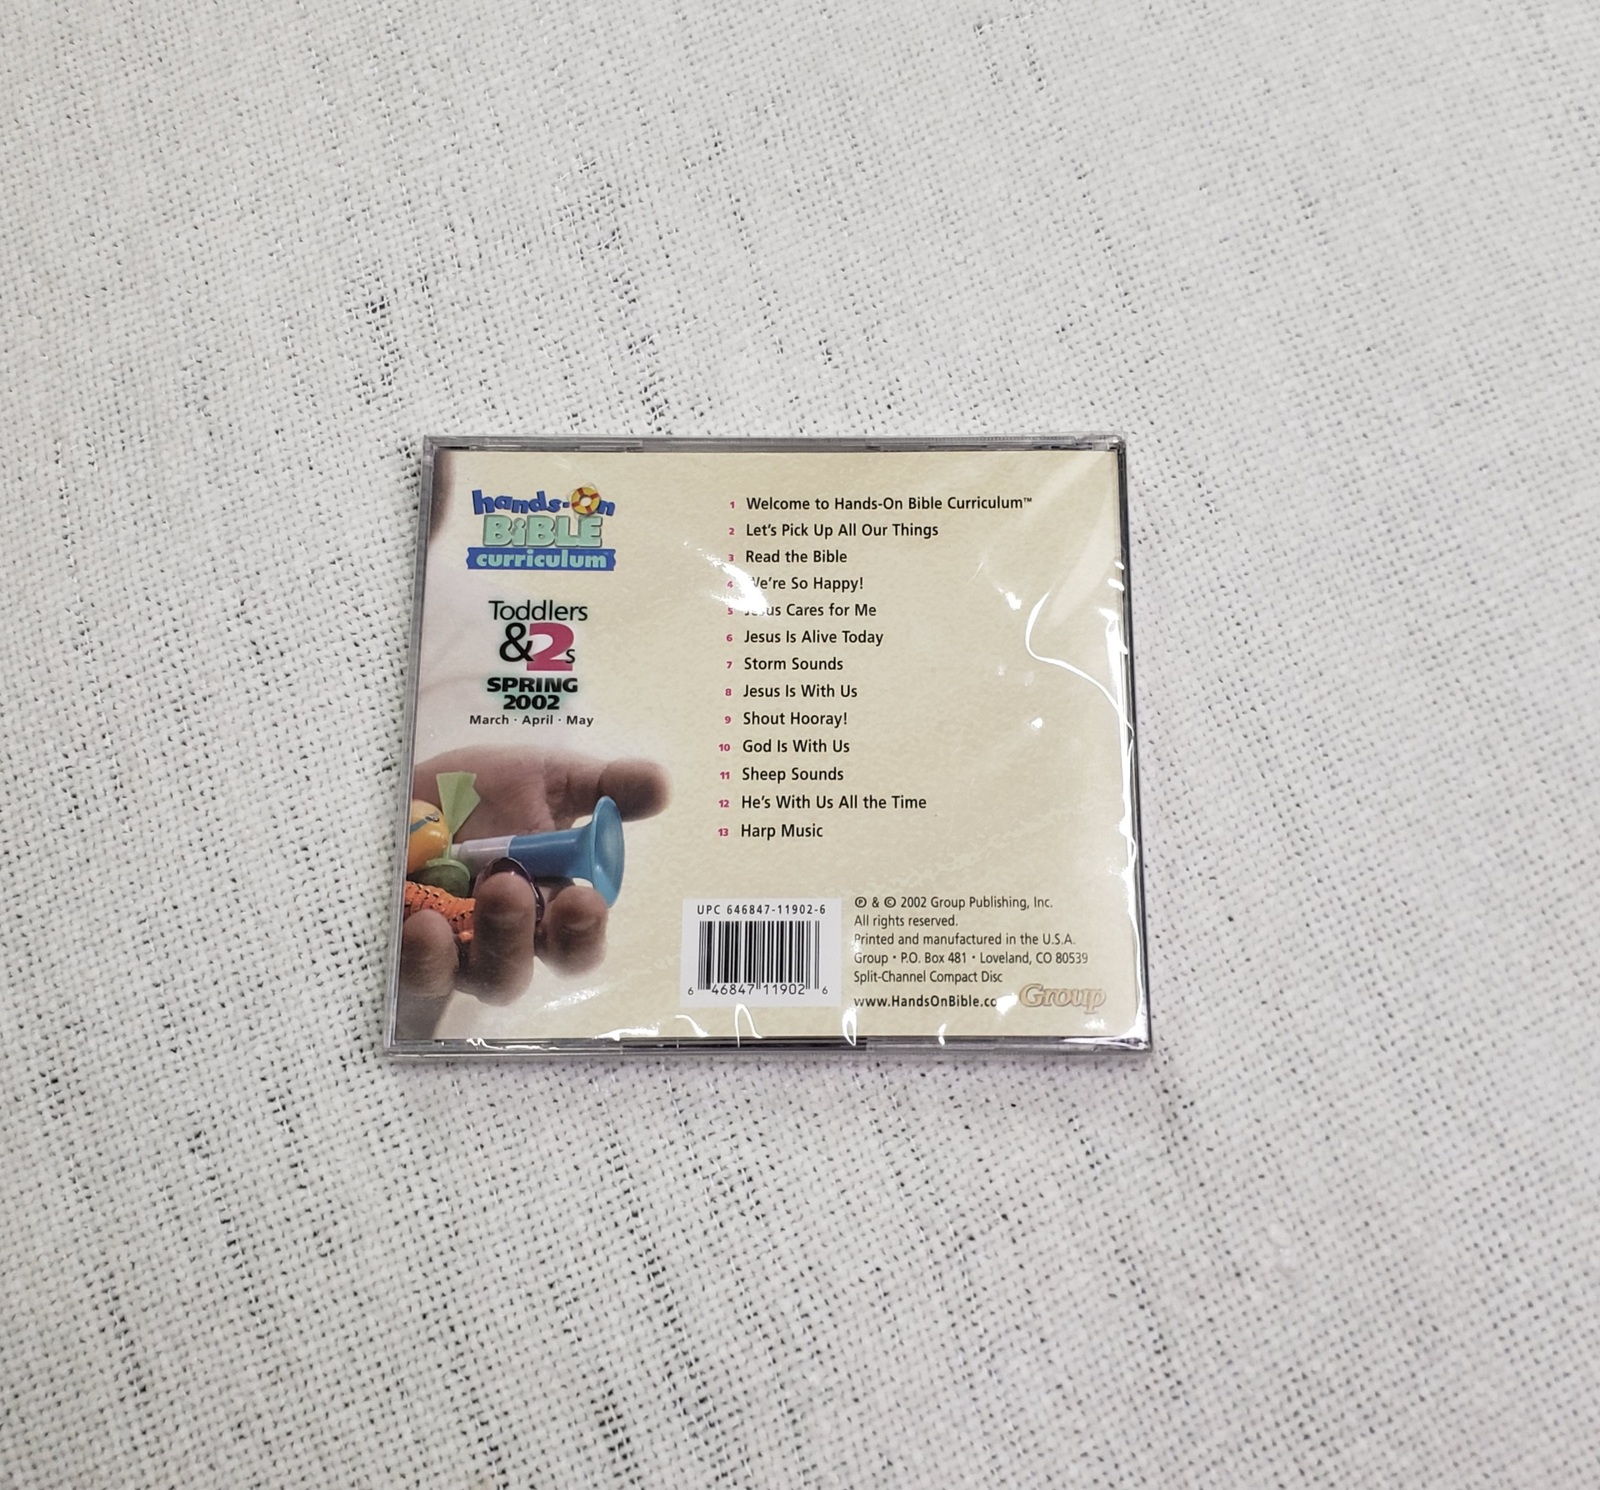 hands-On
BiBLE
curriculum™
Toddlers
&2s
SPRING
2002
March · April · May
1 Welcome to Hands-On Bible Curriculum™
2 Let's Pick Up All Our Things
3 Read the Bible
4 We're So Happy!
5 Jesus Cares for Me
6 Jesus Is Alive Today
7 Storm Sounds
8 Jesus Is With Us
9 Shout Hooray!
10 God Is With Us
11 Sheep Sounds
12 He's With Us All the Time
13 Harp Music
UPC 646847-11902-6
6 46847 11902 6
℗ & © 2002 Group Publishing, Inc.
All rights reserved.
Printed and manufactured in the U.S.A.
Group · P.O. Box 481 · Loveland, CO 80539
Split-Channel Compact Disc
www.HandsOnBible.co
Group